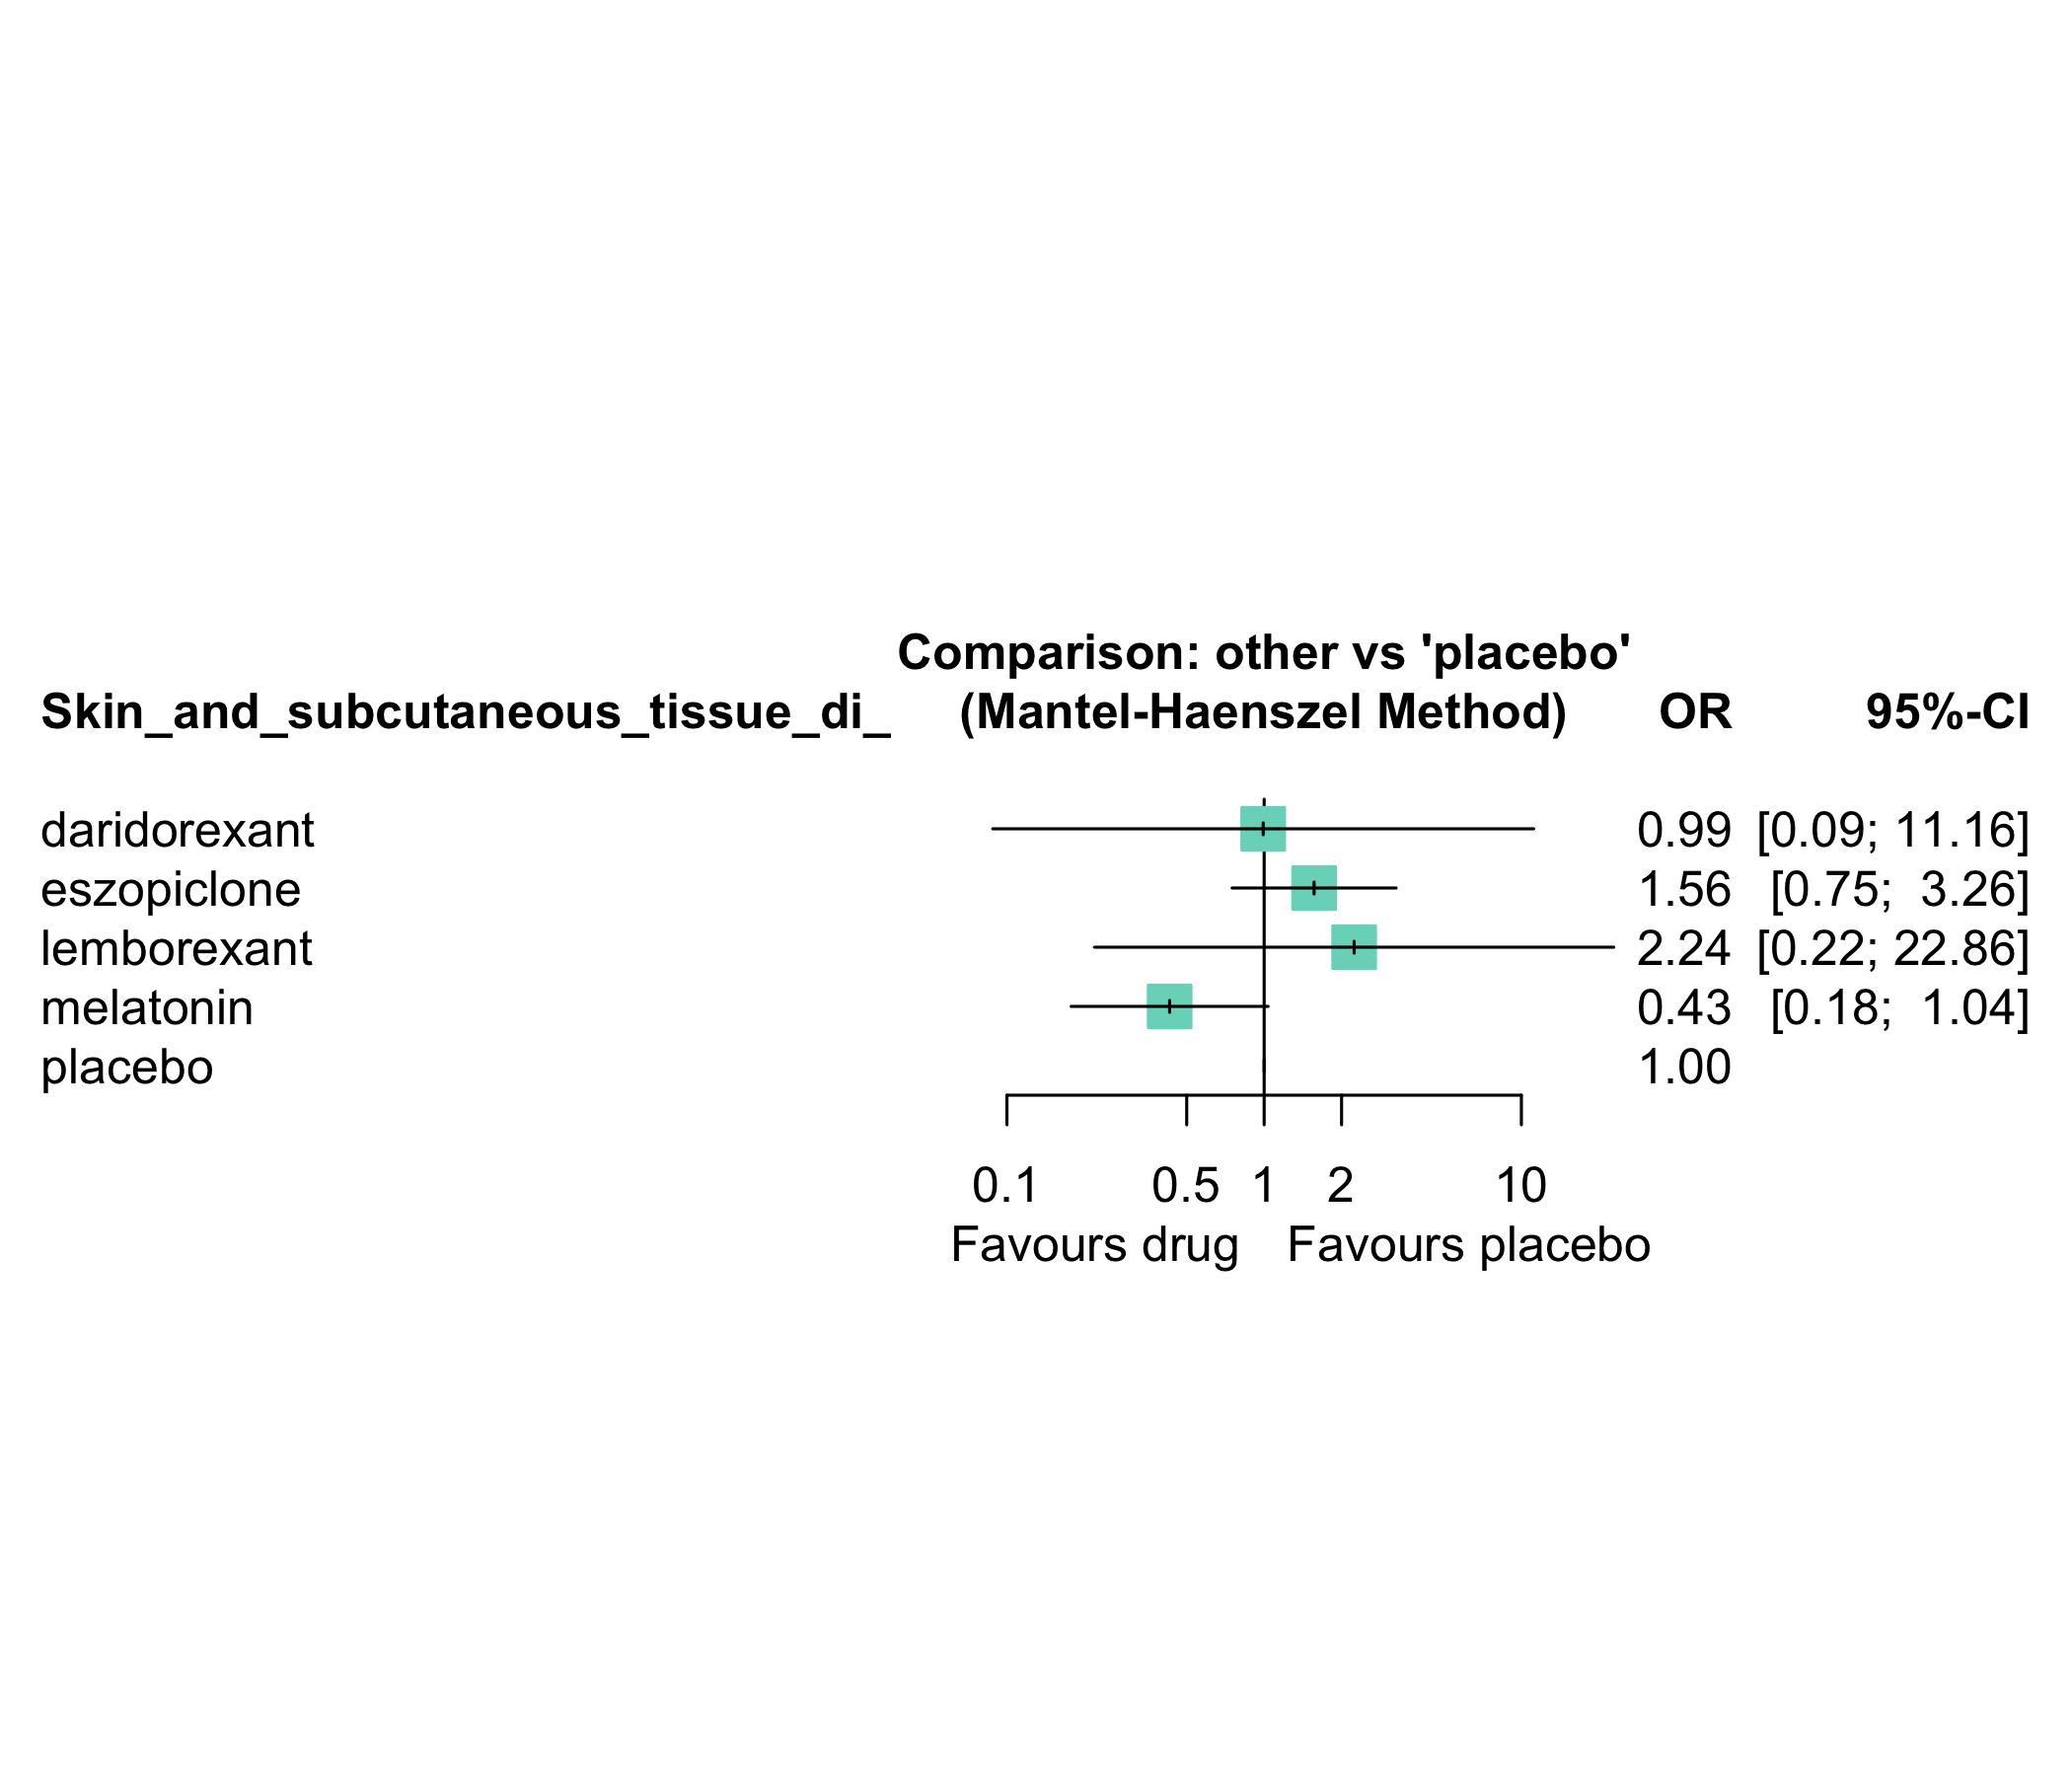 Comparison: other vs 'placebo'
Skin_and_subcutaneous_tissue_di_ (Mantel-Haenszel Method) OR 95%-CI
daridorexant 0.99 [0.09; 11.16]
eszopiclone 1.56 [0.75; 3.26]
lemborexant 2.24 [0.22; 22.86]
melatonin 0.43 [0.18; 1.04]
placebo 1.00
0.1 0.5 1 2 10
Favours drug Favours placebo